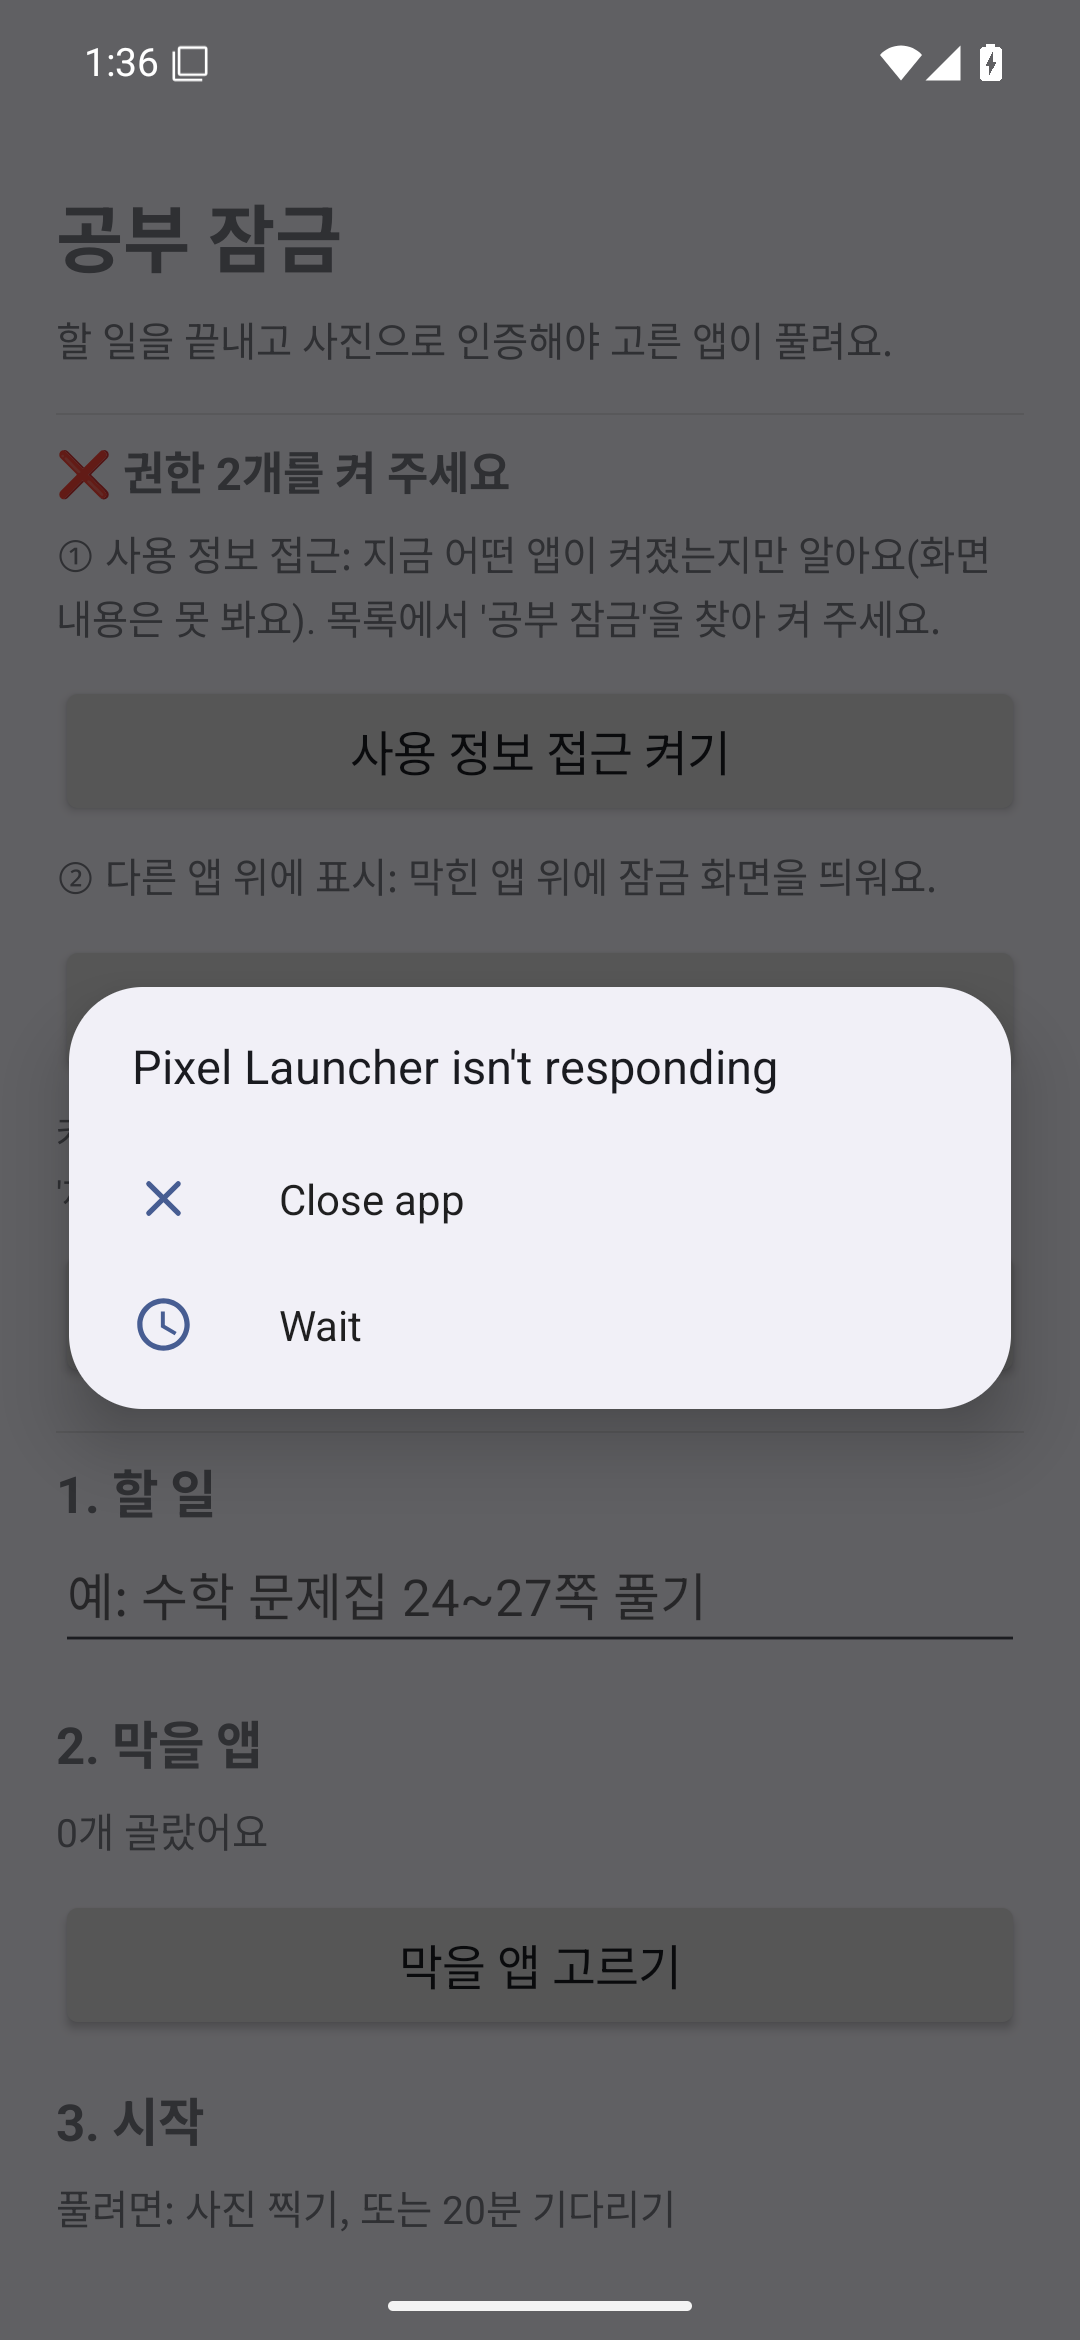 1:36
공부 잠금
할 일을 끝내고 사진으로 인증해야 고른 앱이 풀려요.
❌ 권한 2개를 켜 주세요
① 사용 정보 접근: 지금 어떤 앱이 켜졌는지만 알아요(화면
내용은 못 봐요). 목록에서 '공부 잠금'을 찾아 켜 주세요.
사용 정보 접근 켜기
② 다른 앱 위에 표시: 막힌 앱 위에 잠금 화면을 띄워요.
Pixel Launcher isn't responding
Close app
Wait
1. 할 일
예: 수학 문제집 24~27쪽 풀기
2. 막을 앱
0개 골랐어요
막을 앱 고르기
3. 시작
풀려면: 사진 찍기, 또는 20분 기다리기